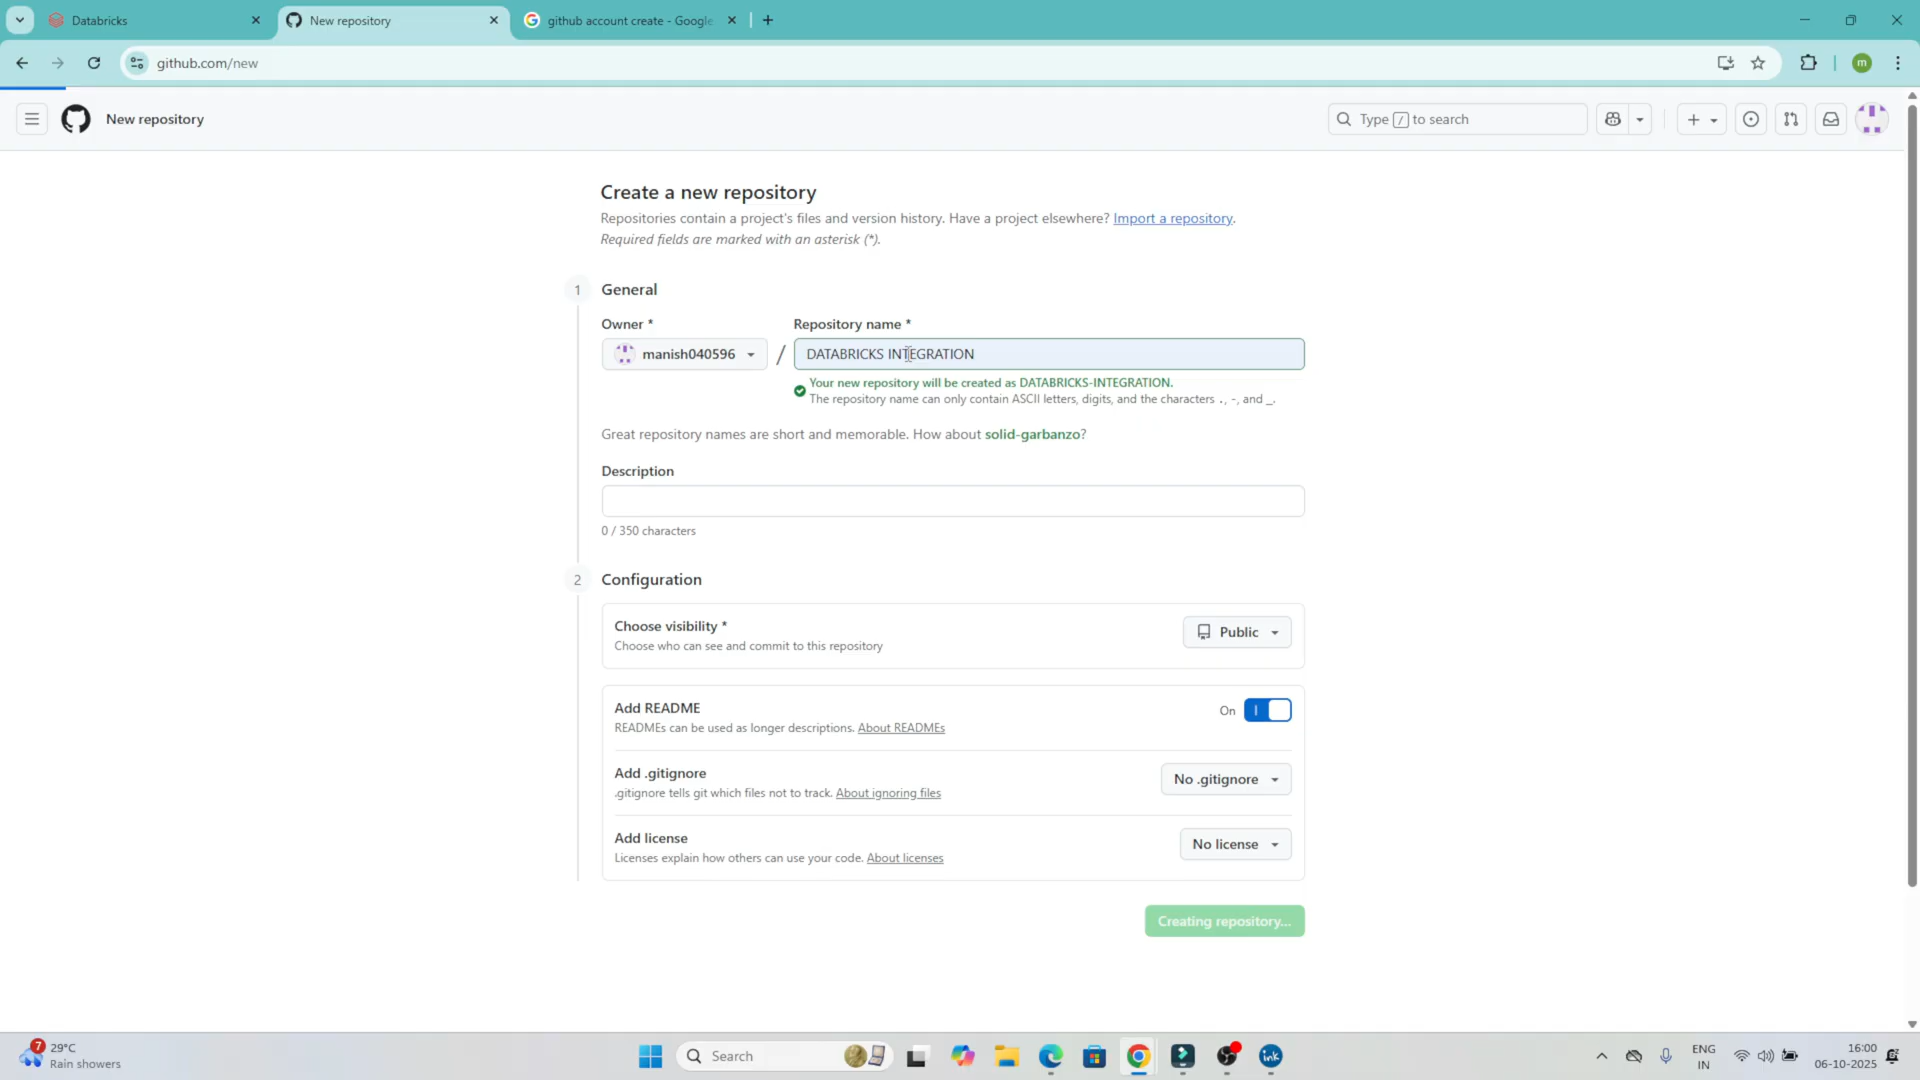 Databricks
New repository
github account create - Google
github.com/new
m
New repository
Type / to search
Create a new repository
Repositories contain a project's files and version history. Have a project elsewhere? Import a repository.
Required fields are marked with an asterisk (*).
1 General
Owner * Repository name *
manish040596 / DATABRICKS INTEGRATION
Your new repository will be created as DATABRICKS-INTEGRATION.
The repository name can only contain ASCII letters, digits, and the characters ., -, and _.
Great repository names are short and memorable. How about solid-garbanzo?
Description
0 / 350 characters
2 Configuration
Choose visibility *
Choose who can see and commit to this repository
Public
Add README
READMEs can be used as longer descriptions. About READMEs
On
Add .gitignore
.gitignore tells git which files not to track. About ignoring files
No .gitignore
Add license
Licenses explain how others can use your code. About licenses
No license
Creating repository...
7
29°C
Rain showers
Search
ink
ENG
IN
16:00
06-10-2025